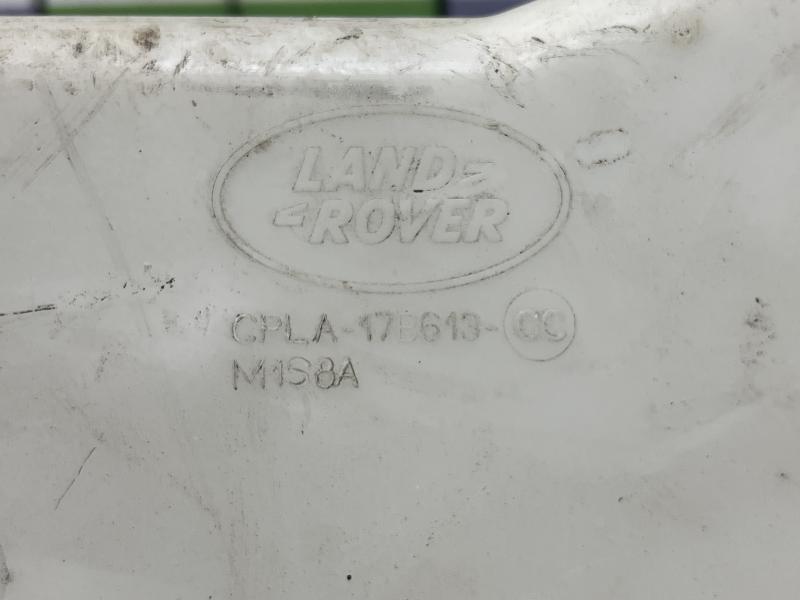 LAND
ROVER
CPLA-17B613-CC
M1S8A